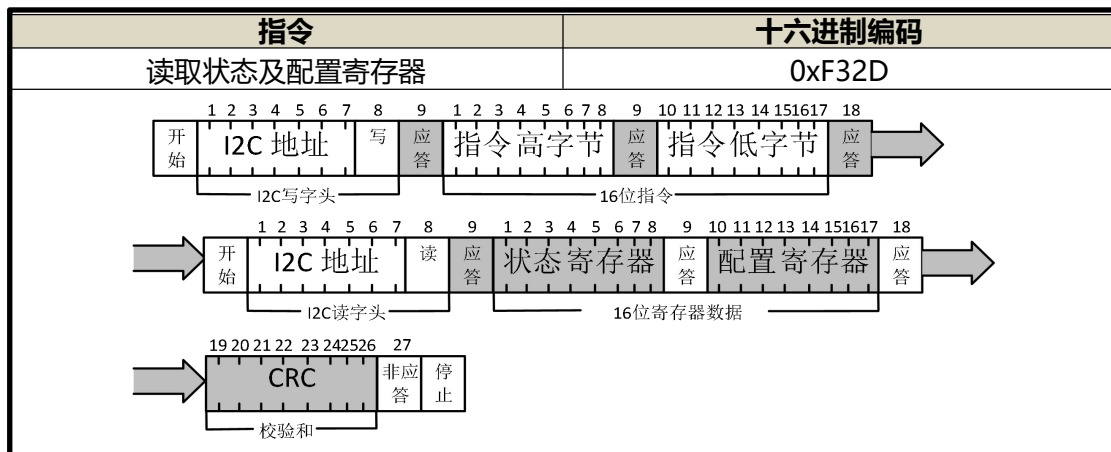 指令 十六进制编码
读取状态及配置寄存器 0xF32D
1 2 3 4 5 6 7 8 9 1 2 3 4 5 6 7 8 9 10 11 12 13 14 15 16 17 18
开始 I2C 地址 写 应答 指令高字节 应答 指令低字节 应答
I2C写字头 16位指令
1 2 3 4 5 6 7 8 9 1 2 3 4 5 6 7 8 9 10 11 12 13 14 15 16 17 18
开始 I2C 地址 读 应答 状态寄存器 应答 配置寄存器 应答
I2C读字头 16位寄存器数据
19 20 21 22 23 24 25 26 27
CRC 非应答 停止
校验和